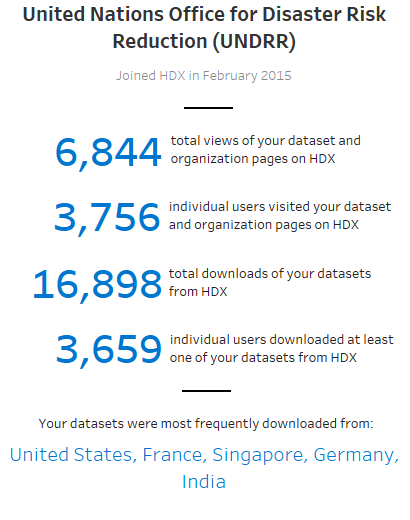 United Nations Office for Disaster Risk
Reduction (UNDRR)
Joined HDX in February 2015
6,844 total views of your dataset and
organization pages on HDX
3,756 individual users visited your dataset
and organization pages on HDX
16,898 total downloads of your datasets
from HDX
3,659 individual users downloaded at least
one of your datasets from HDX
Your datasets were most frequently downloaded from:
United States, France, Singapore, Germany,
India